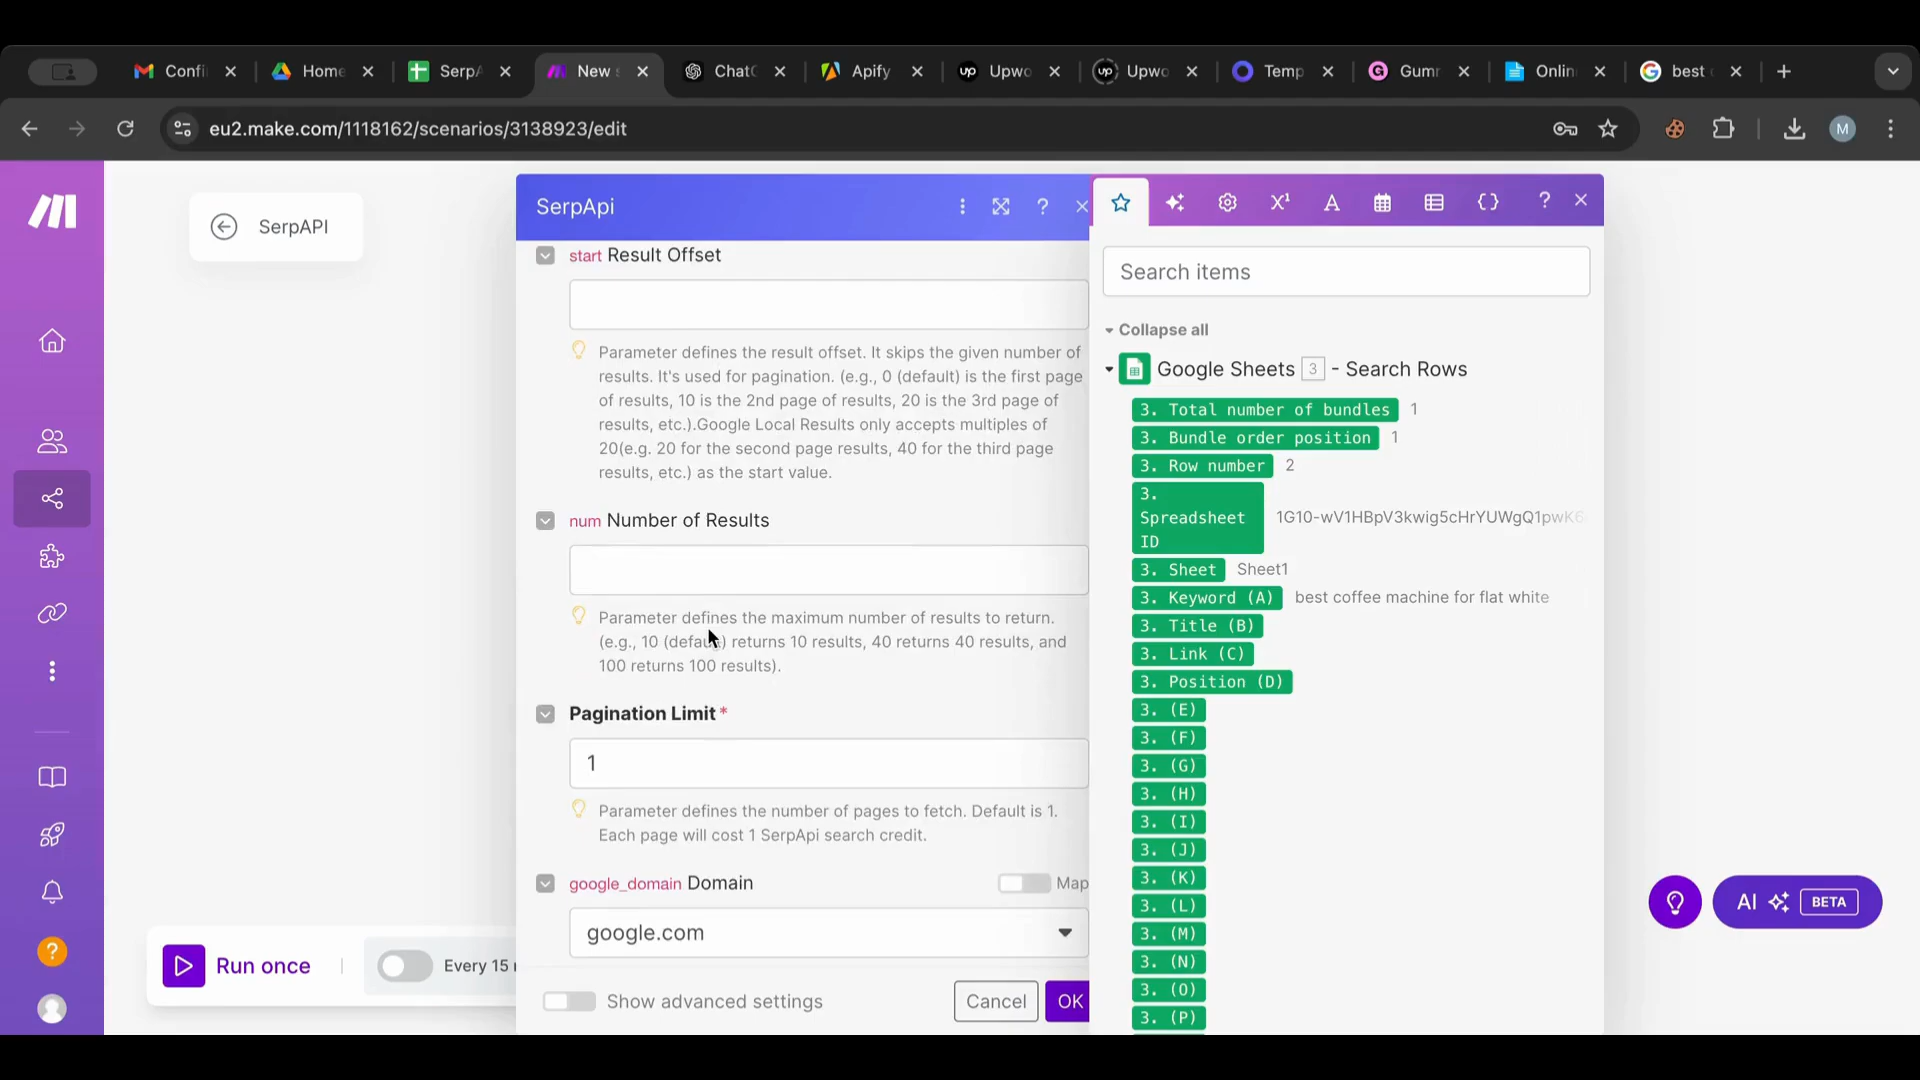 Confi
Home
SerpA
New s
ChatG
Apify
Upwo
Upwo
Temp
Gumr
Onlin
best
eu2.make.com/1118162/scenarios/3138923/edit
M
SerpAPI
SerpApi
start Result Offset
Parameter defines the result offset. It skips the given number of
results. It's used for pagination. (e.g., 0 (default) is the first page
of results, 10 is the 2nd page of results, 20 is the 3rd page of
results, etc.).Google Local Results only accepts multiples of
20(e.g. 20 for the second page results, 40 for the third page
results, etc.) as the start value.
num Number of Results
Parameter defines the maximum number of results to return.
(e.g., 10 (default) returns 10 results, 40 returns 40 results, and
100 returns 100 results).
Pagination Limit *
1
Parameter defines the number of pages to fetch. Default is 1.
Each page will cost 1 SerpApi search credit.
google_domain Domain
Map
google.com
Show advanced settings
Cancel
OK
Search items
Collapse all
Google Sheets 3 - Search Rows
3. Total number of bundles 1
3. Bundle order position 1
3. Row number 2
3.
Spreadsheet
ID
1G10-wV1HBpV3kwig5cHrYUWgQ1pwK6
3. Sheet Sheet1
3. Keyword (A) best coffee machine for flat white
3. Title (B)
3. Link (C)
3. Position (D)
3. (E)
3. (F)
3. (G)
3. (H)
3. (I)
3. (J)
3. (K)
3. (L)
3. (M)
3. (N)
3. (O)
3. (P)
Run once
Every 15
AI BETA